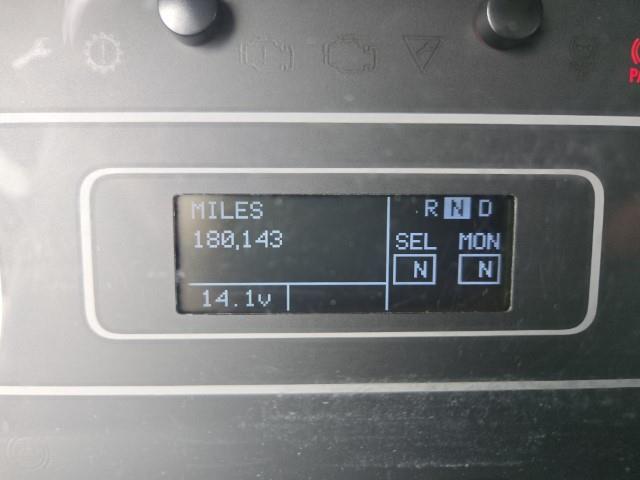 MILES
180,143
14.1v
R N D
SEL MON
N N